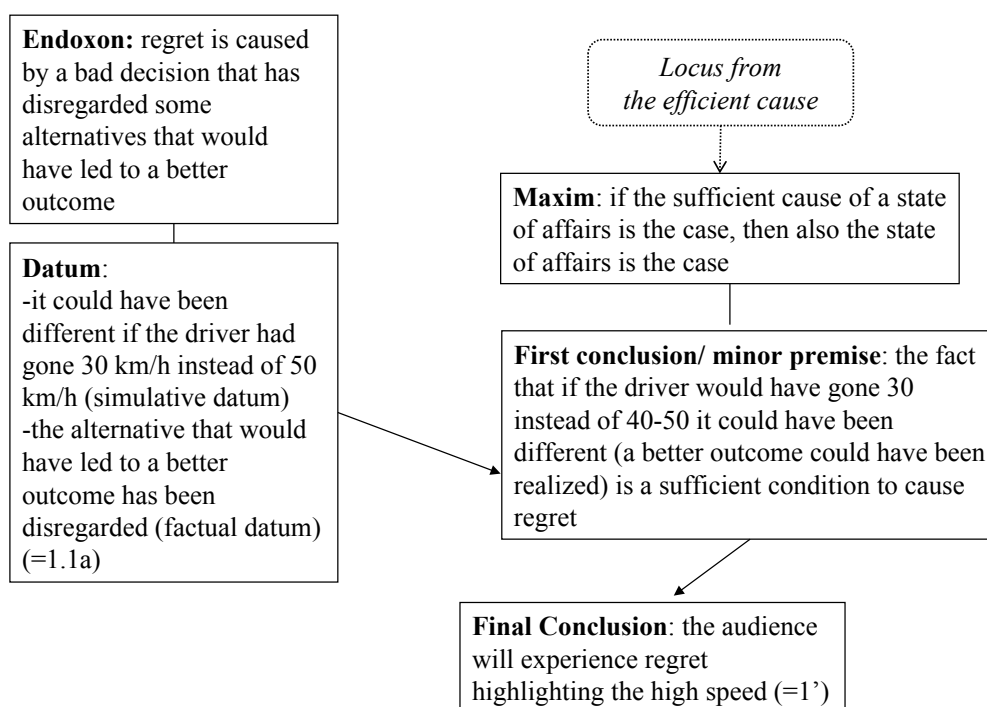 Endoxon: regret is caused
by a bad decision that has
disregarded some
alternatives that would
have led to a better
outcome
Datum:
-it could have been
different if the driver had
gone 30 km/h instead of 50
km/h (simulative datum)
-the alternative that would
have led to a better
outcome has been
disregarded (factual datum)
(=1.1a)
Locus from
the efficient cause
Maxim: if the sufficient cause of a state
of affairs is the case, then also the state
of affairs is the case
First conclusion/ minor premise: the fact
that if the driver would have gone 30
instead of 40-50 it could have been
different (a better outcome could have been
realized) is a sufficient condition to cause
regret
Final Conclusion: the audience
will experience regret
highlighting the high speed (=1’)